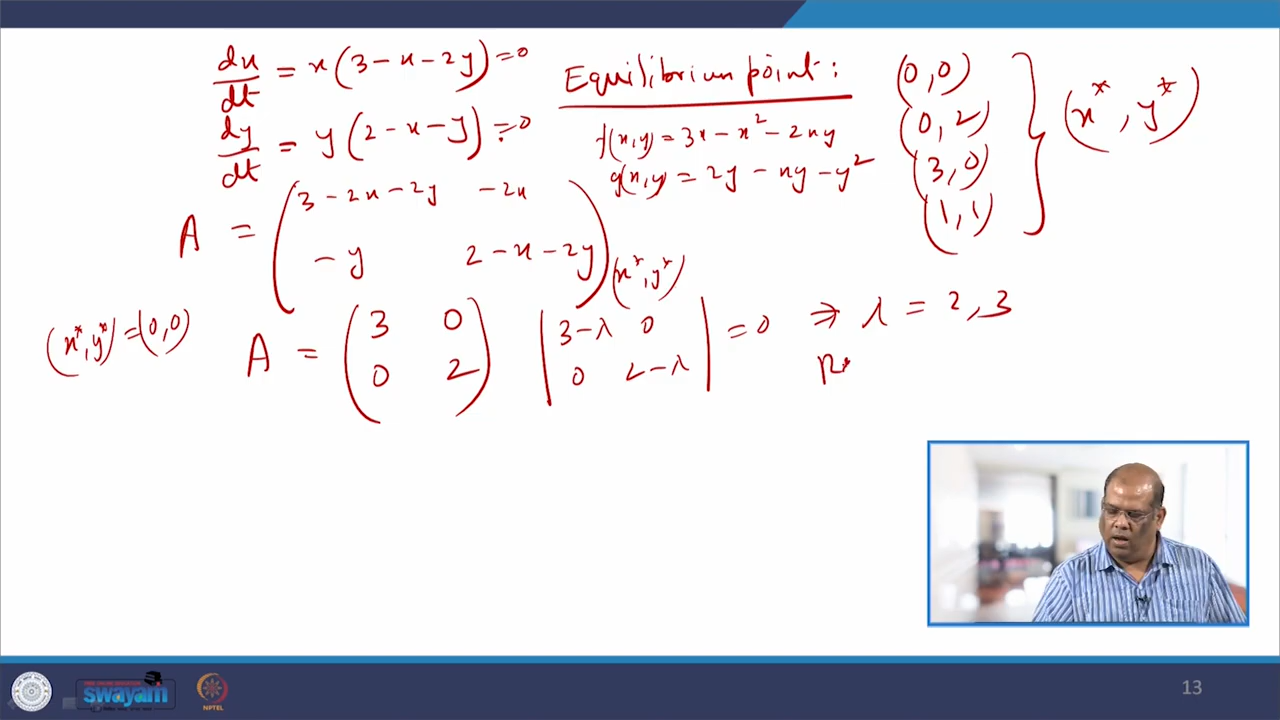 dx/dt = x(3-x-2y)=0
dy/dt = y(2-x-y)=0
Equilibrium point:
f(x,y) = 3x-x²-2xy
g(x,y) = 2y-xy-y²
(0,0)
(0,2)
(3,0)
(1,1)
(x*, y*)
A = ( 3-2x-2y -2x
-y 2-x-2y ) (x*,y*)
(x*,y*)=(0,0)
A = ( 3 0
0 2 )
| 3-λ 0
0 2-λ | = 0 ⇒ λ = 2,3
swayam
NPTEL
13